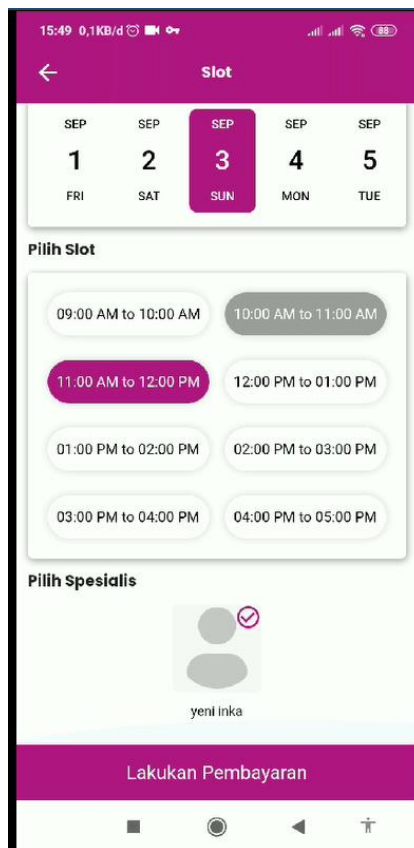 15:49 0,1KB/d 88
Slot
SEP SEP SEP SEP SEP
1 2 3 4 5
FRI SAT SUN MON TUE
Pilih Slot
09:00 AM to 10:00 AM 10:00 AM to 11:00 AM
11:00 AM to 12:00 PM 12:00 PM to 01:00 PM
01:00 PM to 02:00 PM 02:00 PM to 03:00 PM
03:00 PM to 04:00 PM 04:00 PM to 05:00 PM
Pilih Spesialis
yeni inka
Lakukan Pembayaran